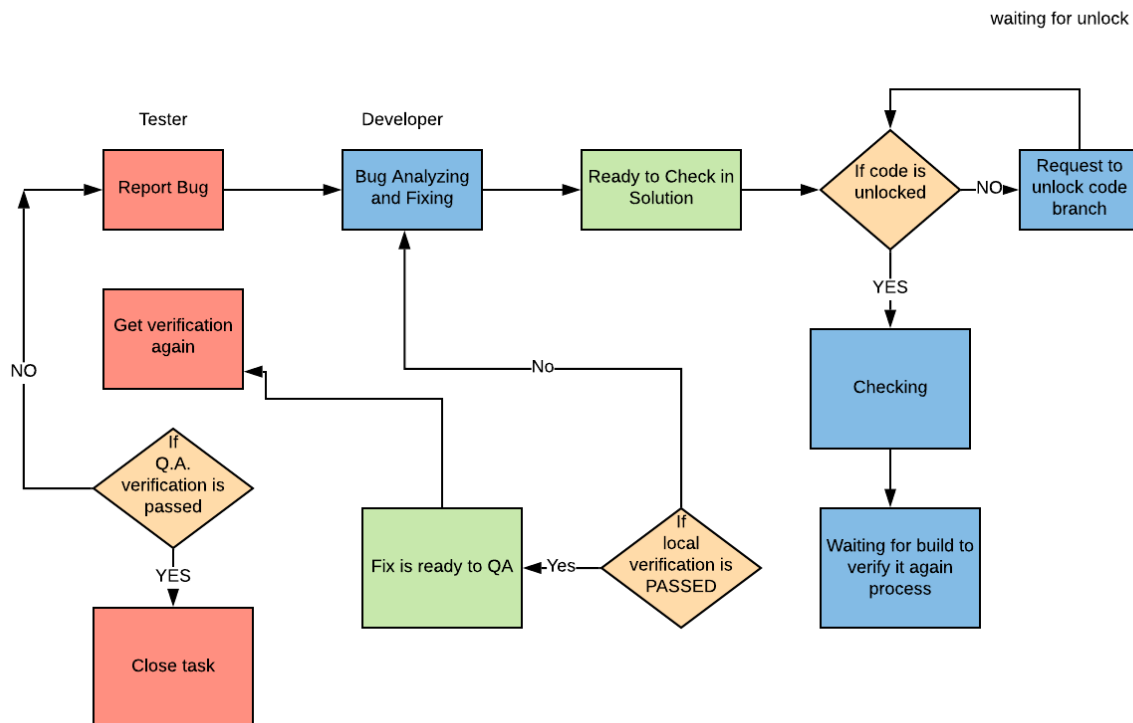 waiting for unlock
Tester
Developer
Report Bug
Bug Analyzing
and Fixing
Ready to Check in
Solution
If code is
unlocked
NO
Request to
unlock code
branch
YES
Get verification
again
NO
No
Checking
If
Q.A.
verification is
passed
YES
Fix is ready to QA
Yes
If
local
verification is
PASSED
Waiting for build to
verify it again
process
Close task